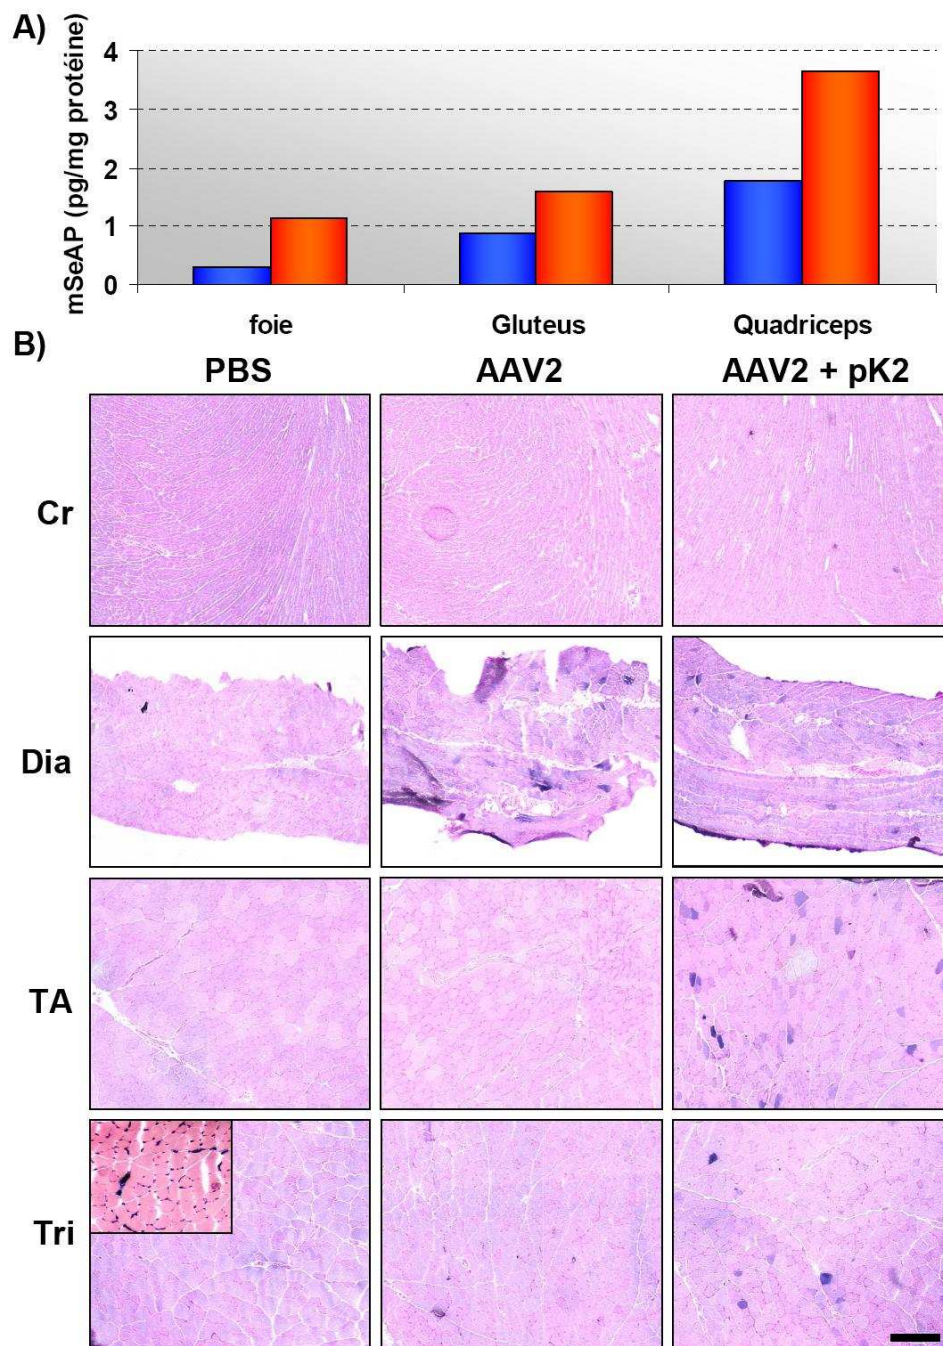 A)
mSeAP (pg/mg protéine)
4
3
2
1
0
foie Gluteus Quadriceps
B)
PBS AAV2 AAV2 + pK2
Cr
Dia
TA
Tri